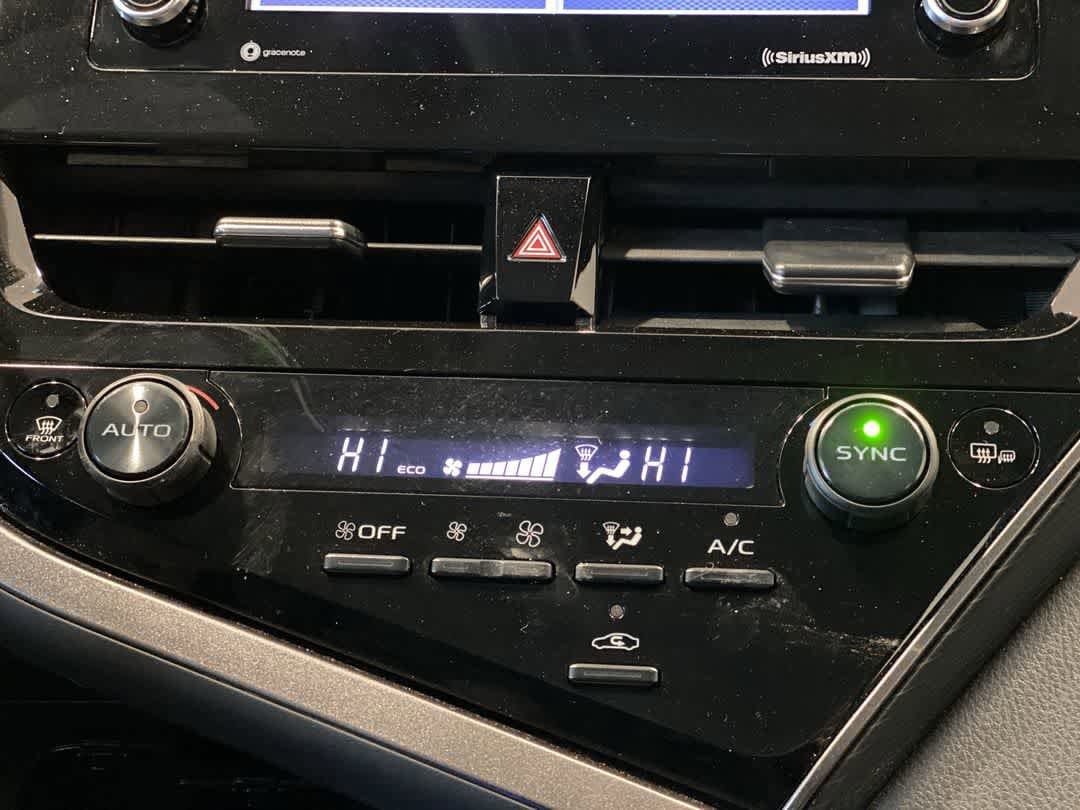 gracenote
SiriusXM
FRONT
AUTO
HI ECO HI
SYNC
OFF
A/C